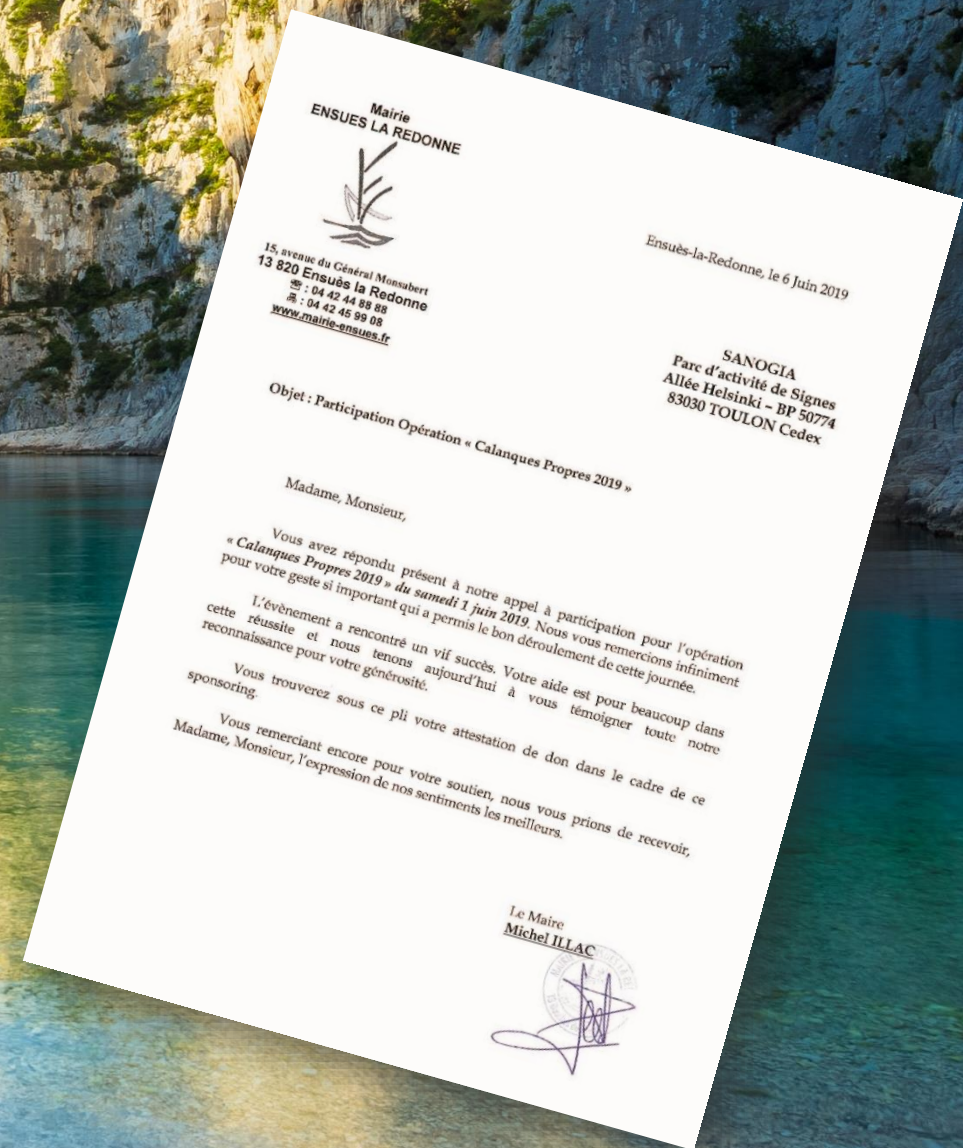 Mairie
ENSUES LA REDONNE
15, avenue du Général Monsabert
13 820 Ensuès la Redonne
☎ : 04 42 44 88 88
: 04 42 45 99 08
www.mairie-ensues.fr
Ensuès-la-Redonne, le 6 Juin 2019
SANOGIA
Parc d'activité de Signes
Allée Helsinki – BP 50774
83030 TOULON Cedex
Objet : Participation Opération « Calanques Propres 2019 »
Madame, Monsieur,
Vous avez répondu présent à notre appel à participation pour l'opération
« Calanques Propres 2019 » du samedi 1 juin 2019. Nous vous remercions infiniment
pour votre geste si important qui a permis le bon déroulement de cette journée.
L'évènement a rencontré un vif succès. Votre aide est pour beaucoup dans
cette réussite et nous tenons aujourd'hui à vous témoigner toute notre
reconnaissance pour votre générosité.
Vous trouverez sous ce pli votre attestation de don dans le cadre de ce
sponsoring.
Vous remerciant encore pour votre soutien, nous vous prions de recevoir,
Madame, Monsieur, l'expression de nos sentiments les meilleurs.
Le Maire
Michel ILLAC